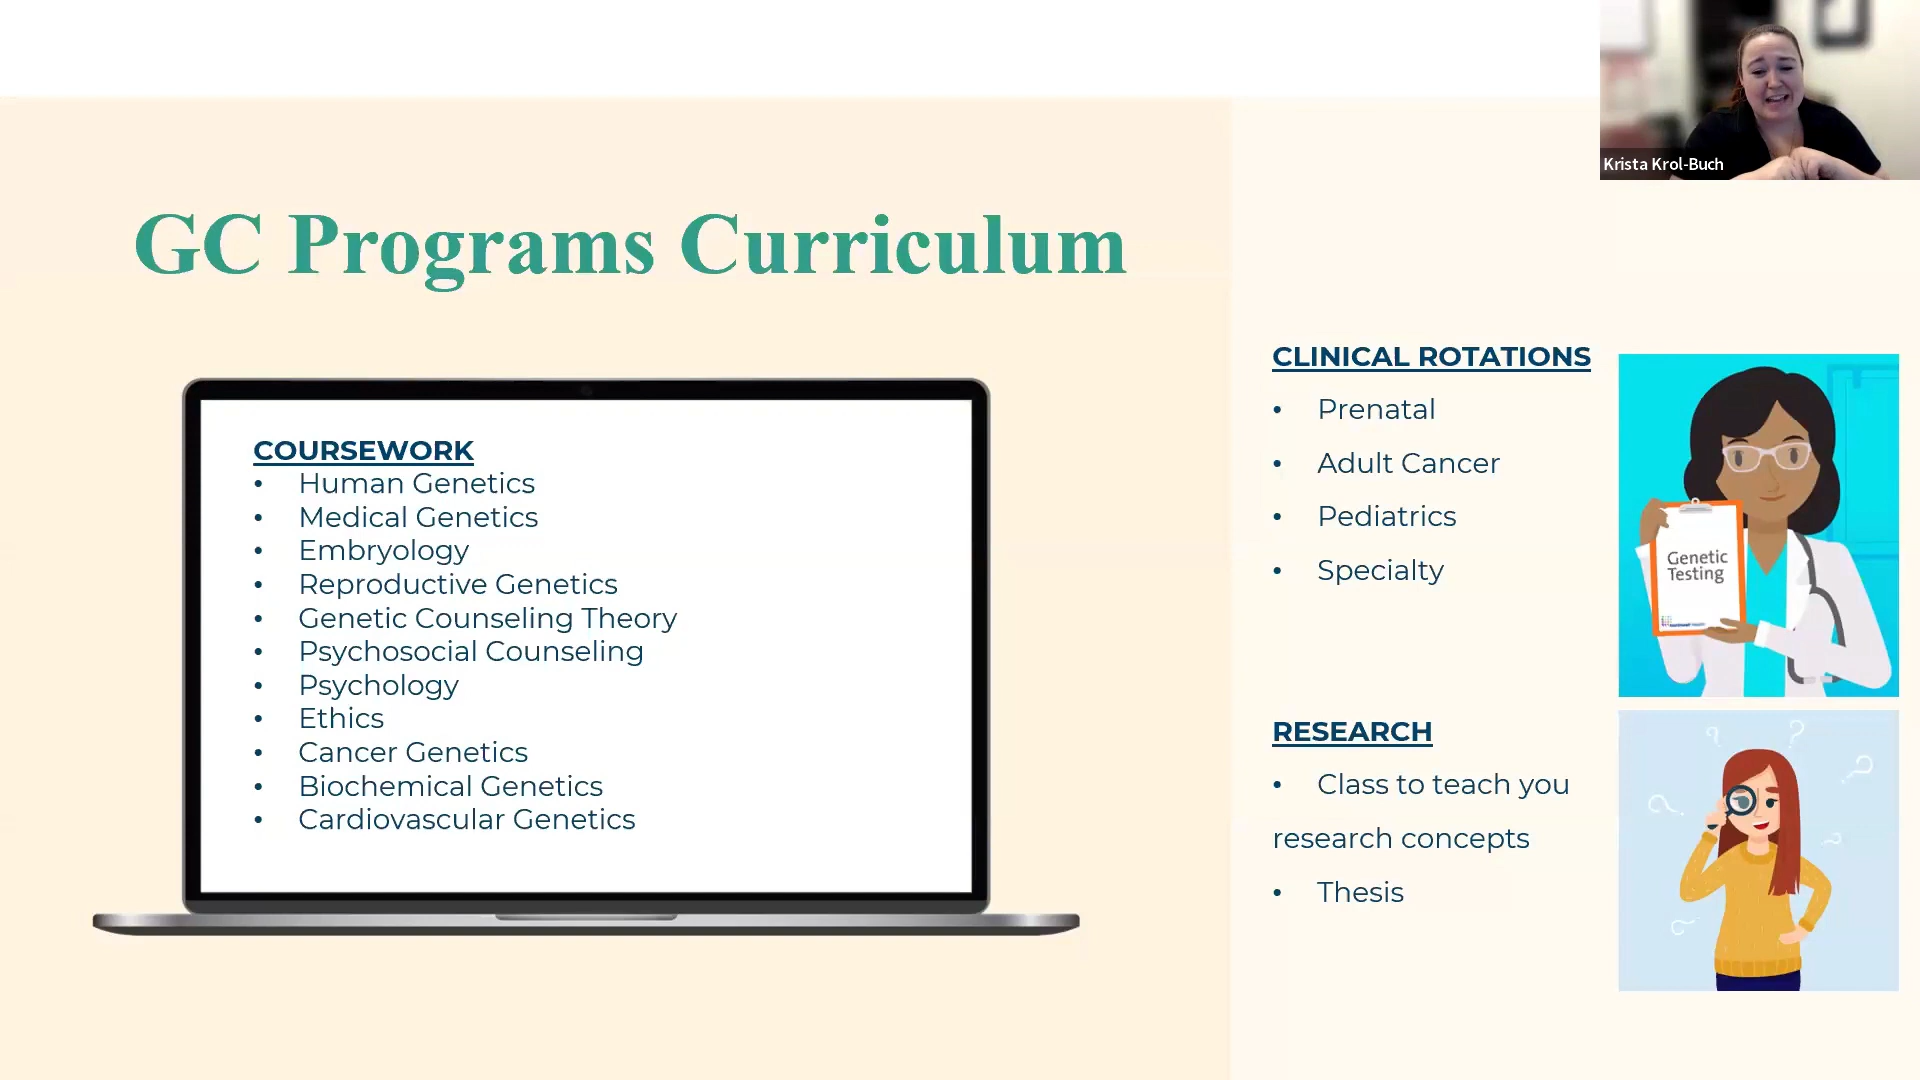 Krista Krol-Buch
GC Programs Curriculum
COURSEWORK
• Human Genetics
• Medical Genetics
• Embryology
• Reproductive Genetics
• Genetic Counseling Theory
• Psychosocial Counseling
• Psychology
• Ethics
• Cancer Genetics
• Biochemical Genetics
• Cardiovascular Genetics
CLINICAL ROTATIONS
• Prenatal
• Adult Cancer
• Pediatrics
• Specialty
Genetic
Testing
RESEARCH
• Class to teach you
research concepts
• Thesis